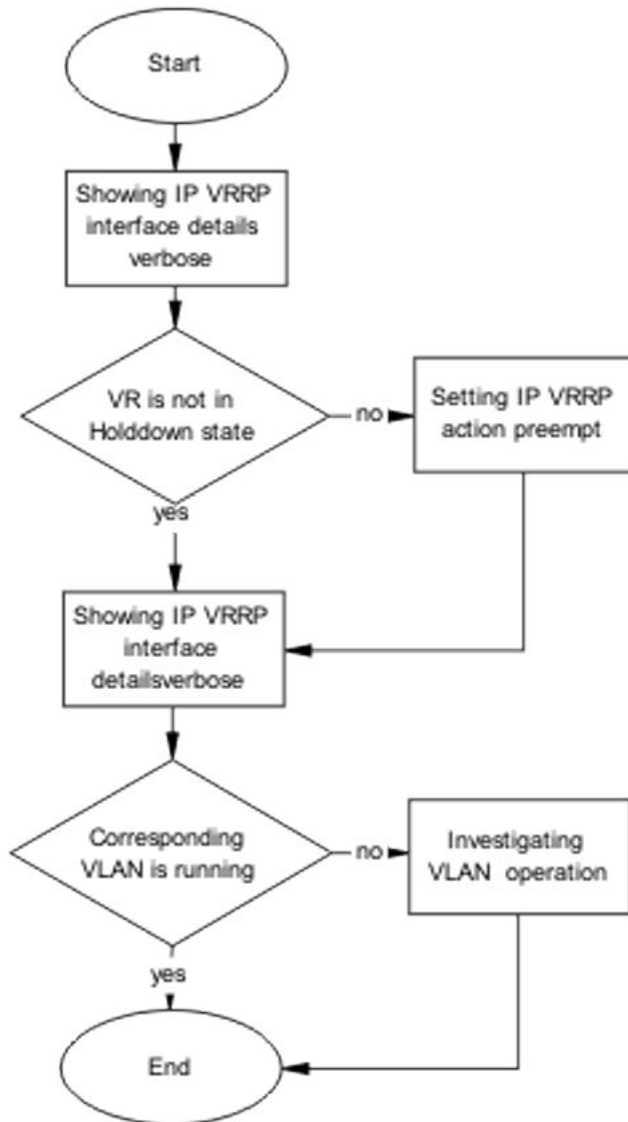 Start
Showing IP VRRP
interface details
verbose
VR is not in
Holddown state
no
Setting IP VRRP
action preempt
yes
Showing IP VRRP
interface
detailsverbose
Corresponding
VLAN is running
no
Investigating
VLAN operation
yes
End